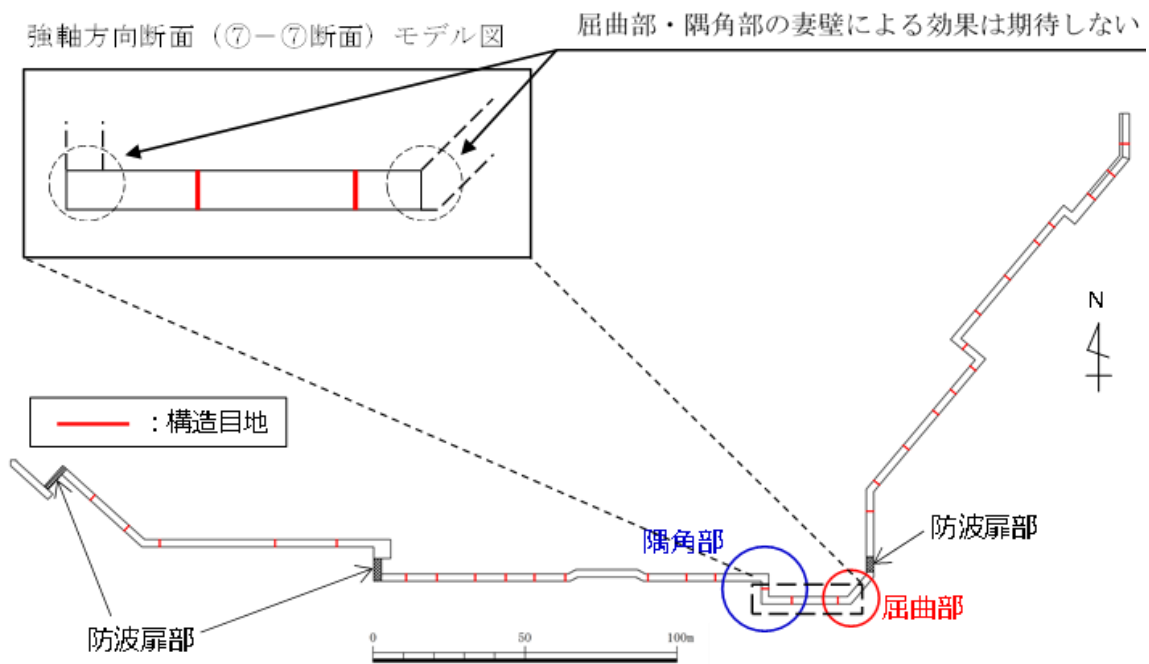 強軸方向断面（⑦－⑦断面）モデル図
屈曲部・隅角部の妻壁による効果は期待しない
N
：構造目地
隅角部
防波扉部
屈曲部
防波扉部
0 50 100m